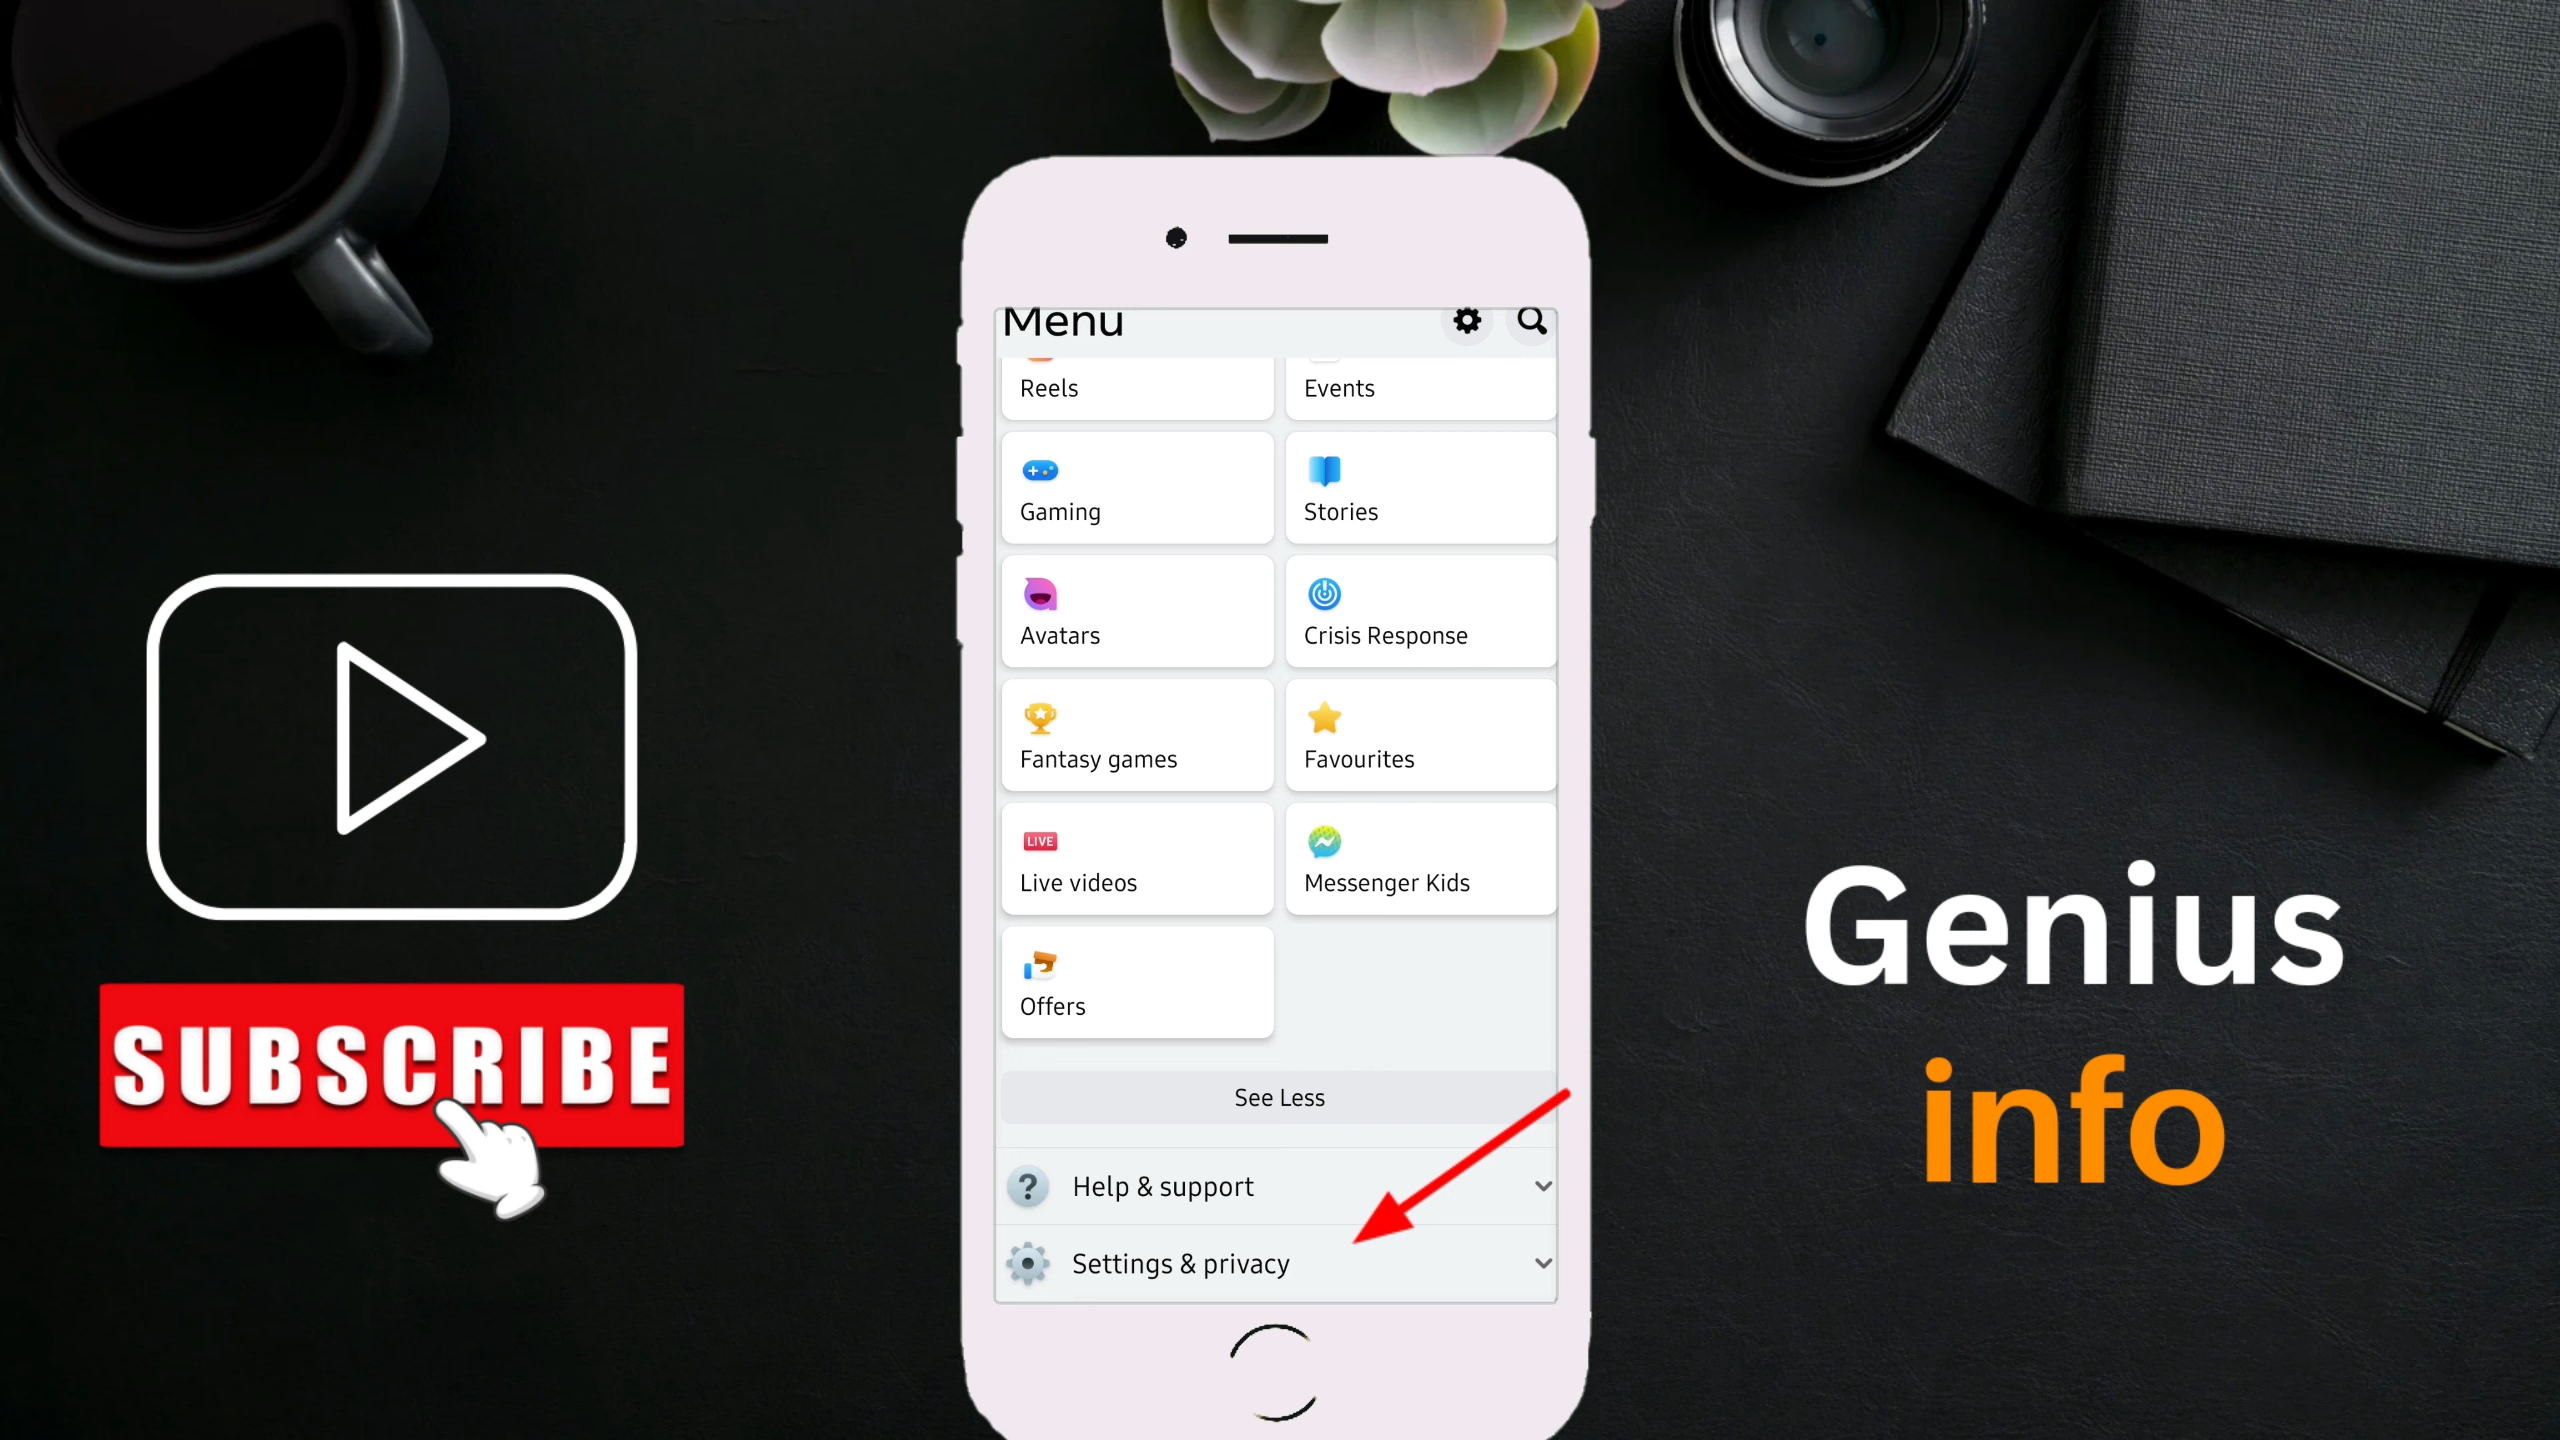 Menu
Reels
Events
Gaming
Stories
Avatars
Crisis Response
Fantasy games
Favourites
LIVE
Live videos
Messenger Kids
Offers
See Less
? Help & support
Settings & privacy
SUBSCRIBE
Genius
info